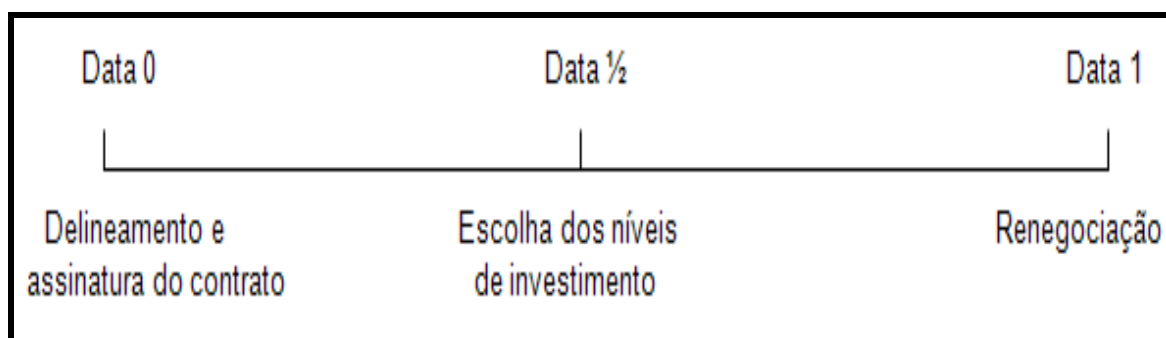 Data 0
Data ½
Data 1
Delineamento e
assinatura do contrato
Escolha dos níveis
de investimento
Renegociação